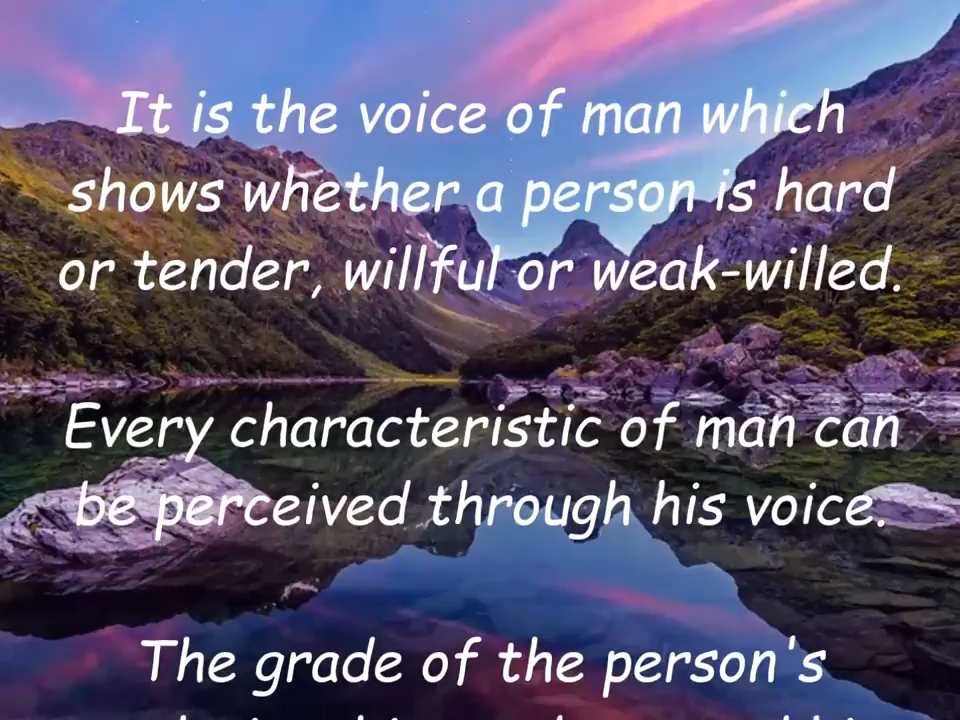 It is the voice of man which
shows whether a person is hard
or tender, willful or weak-willed.
Every characteristic of man can
be perceived through his voice.
The grade of the person's